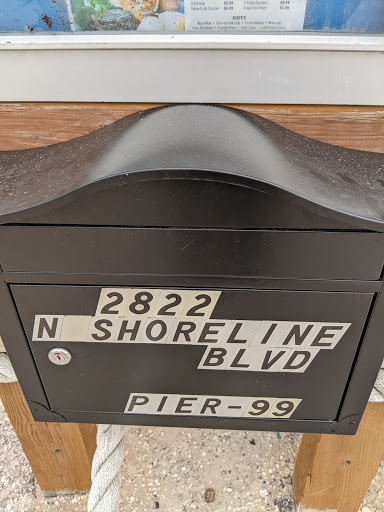 SIDES
2822
N SHORELINE
BLVD
PIER-99